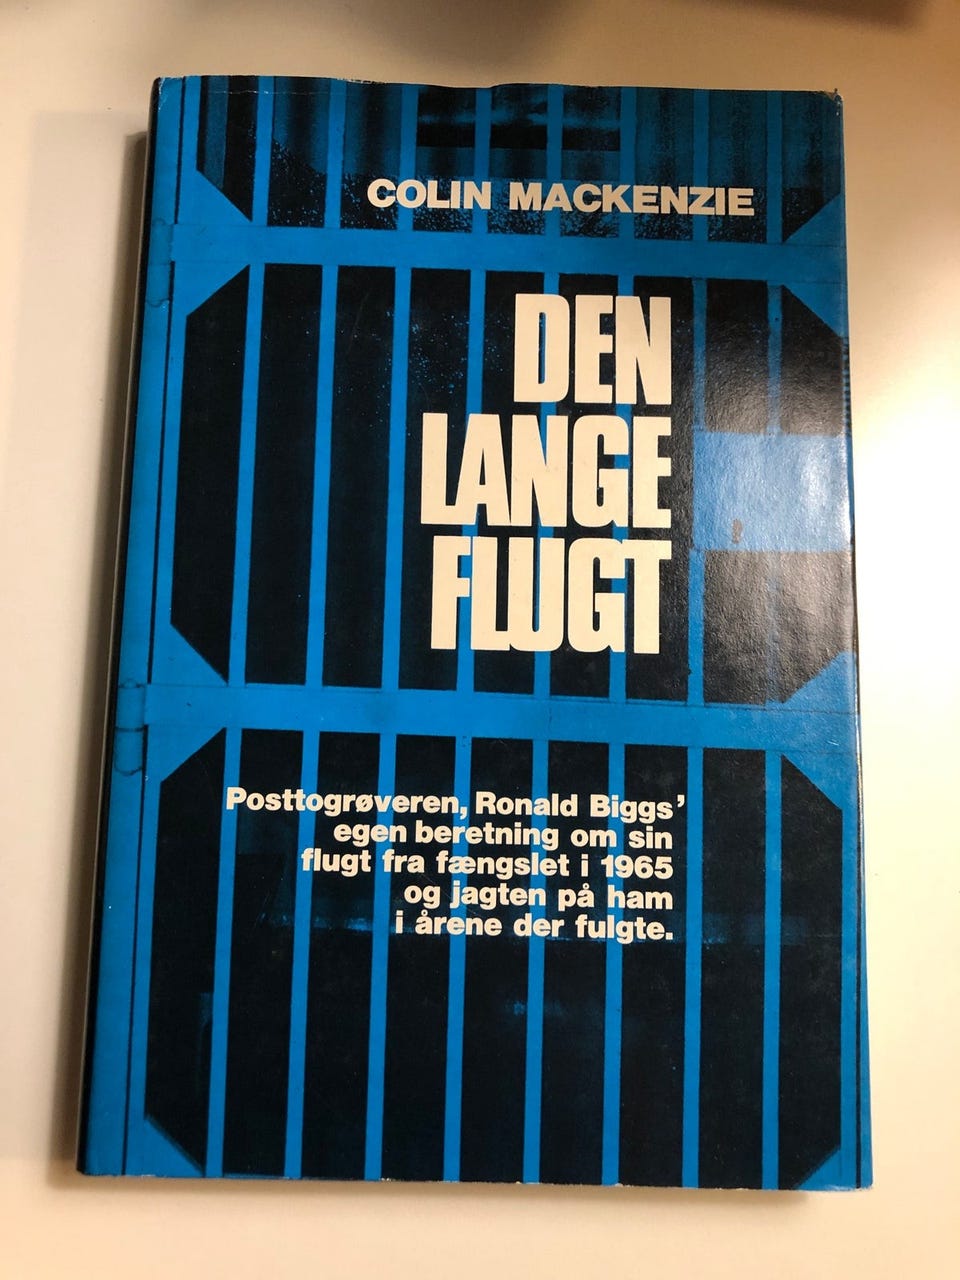 COLIN MACKENZIE
DEN
LANGE
FLUGT
Posttogrøveren, Ronald Biggs'
egen beretning om sin
flugt fra fængslet i 1965
og jagten på ham
i årene der fulgte.